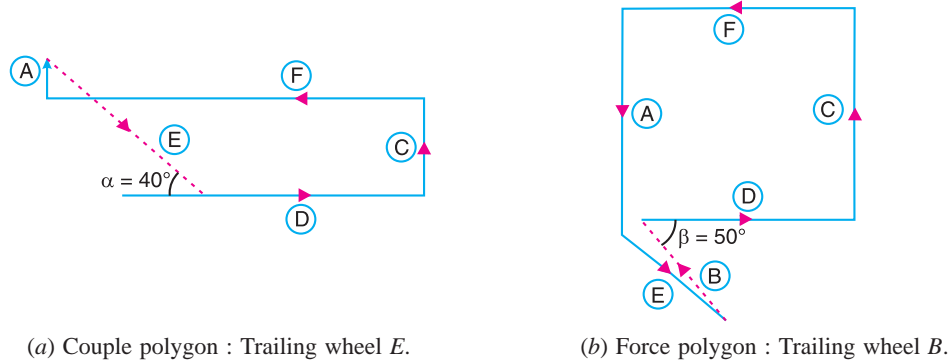 A
F
E
C
α = 40°
D
F
A
C
D
β = 50°
B
E
(a) Couple polygon : Trailing wheel E.
(b) Force polygon : Trailing wheel B.